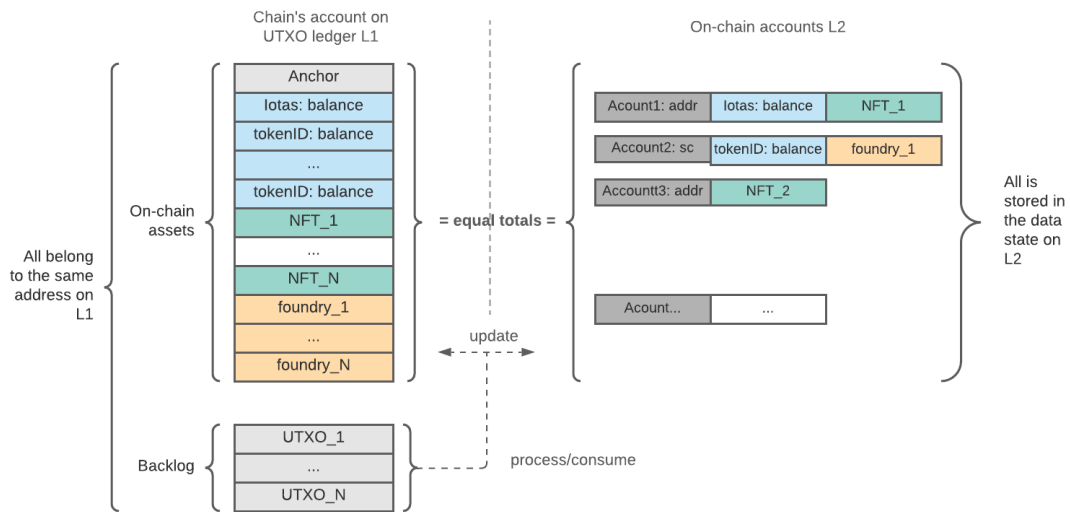 Chain's account on
UTXO ledger L1
On-chain accounts L2
Anchor
Iotas: balance
tokenID: balance
...
tokenID: balance
NFT_1
...
NFT_N
foundry_1
...
foundry_N
On-chain
assets
All belong
to the same
address on
L1
Backlog
UTXO_1
...
UTXO_N
= equal totals =
update
process/consume
Acount1: addr
Iotas: balance
NFT_1
Account2: sc
tokenID: balance
foundry_1
Accountt3: addr
NFT_2
Acount...
...
All is
stored in
the data
state on
L2